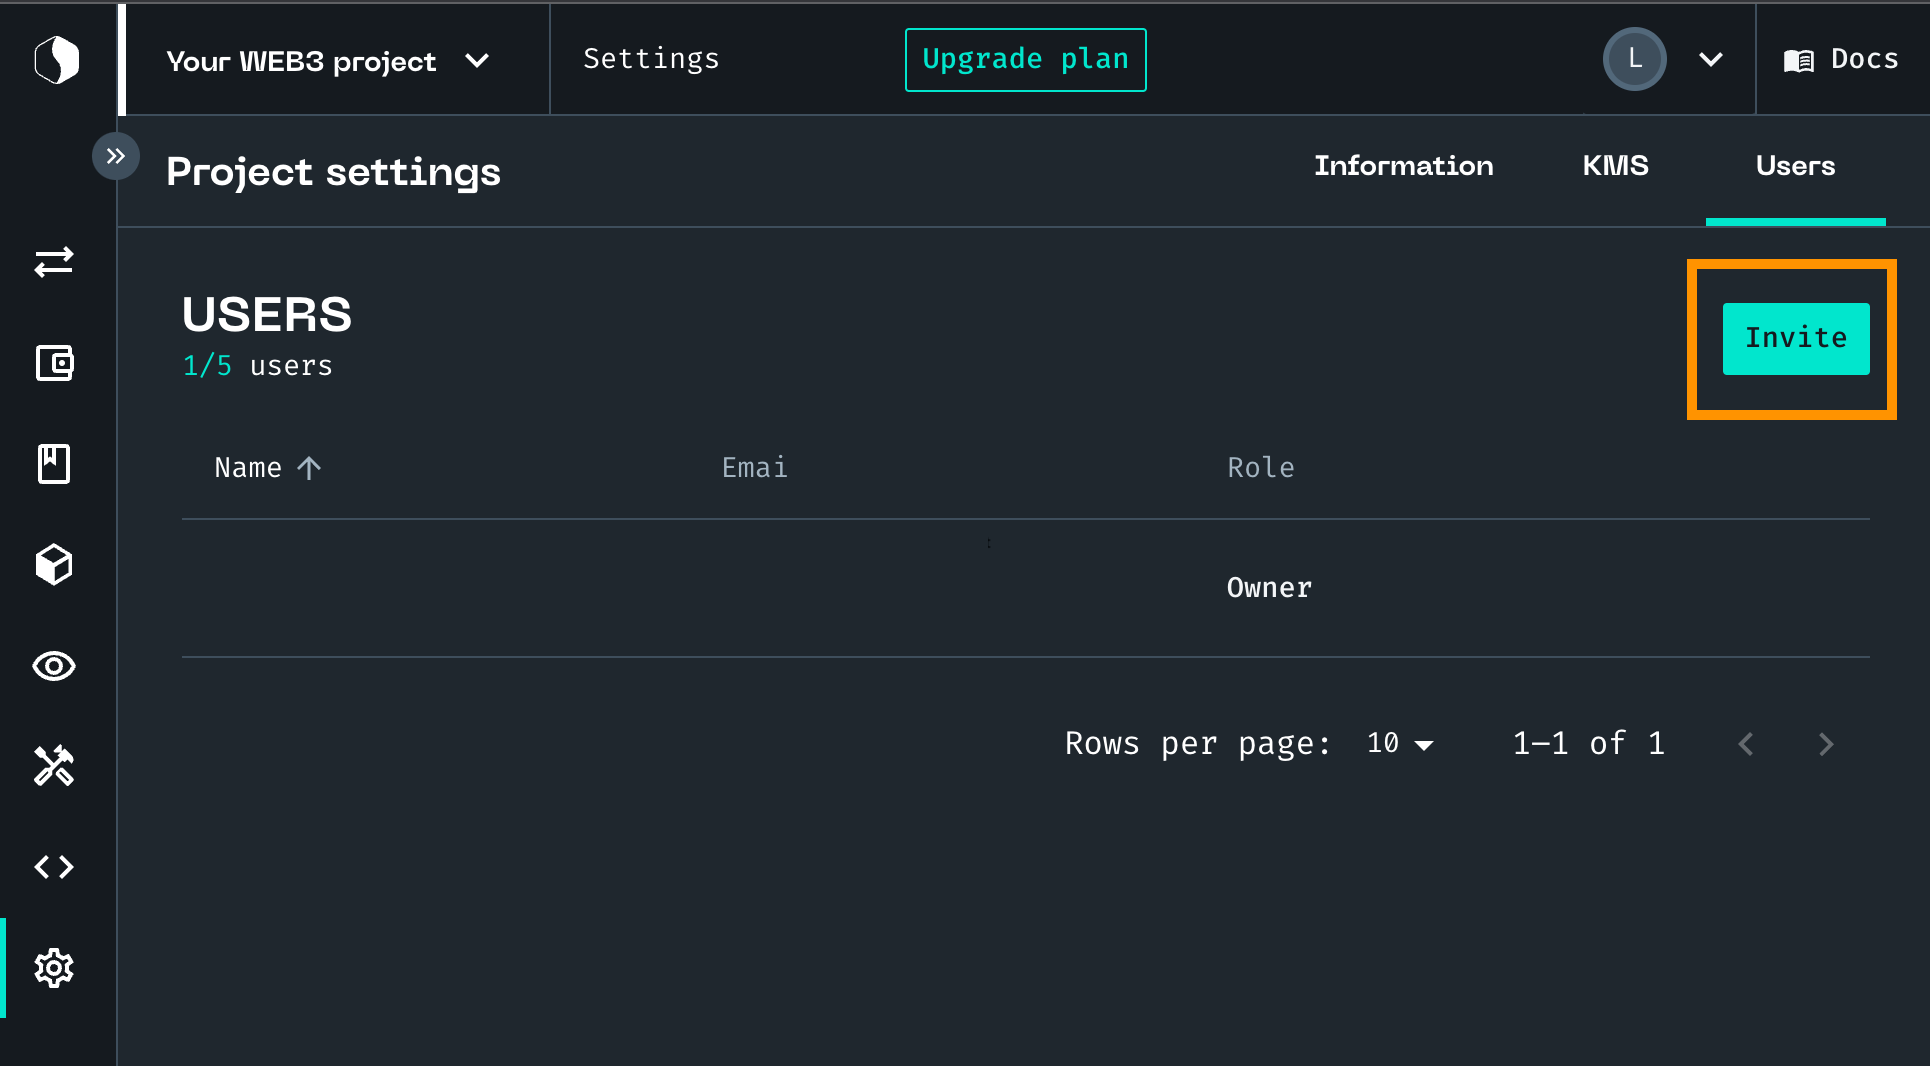 Your WEB3 project
Settings
Upgrade plan
L
Docs
Project settings
Information
KMS
Users
USERS
1/5 users
Invite
Name
Emai
Role
Owner
Rows per page: 10
1–1 of 1